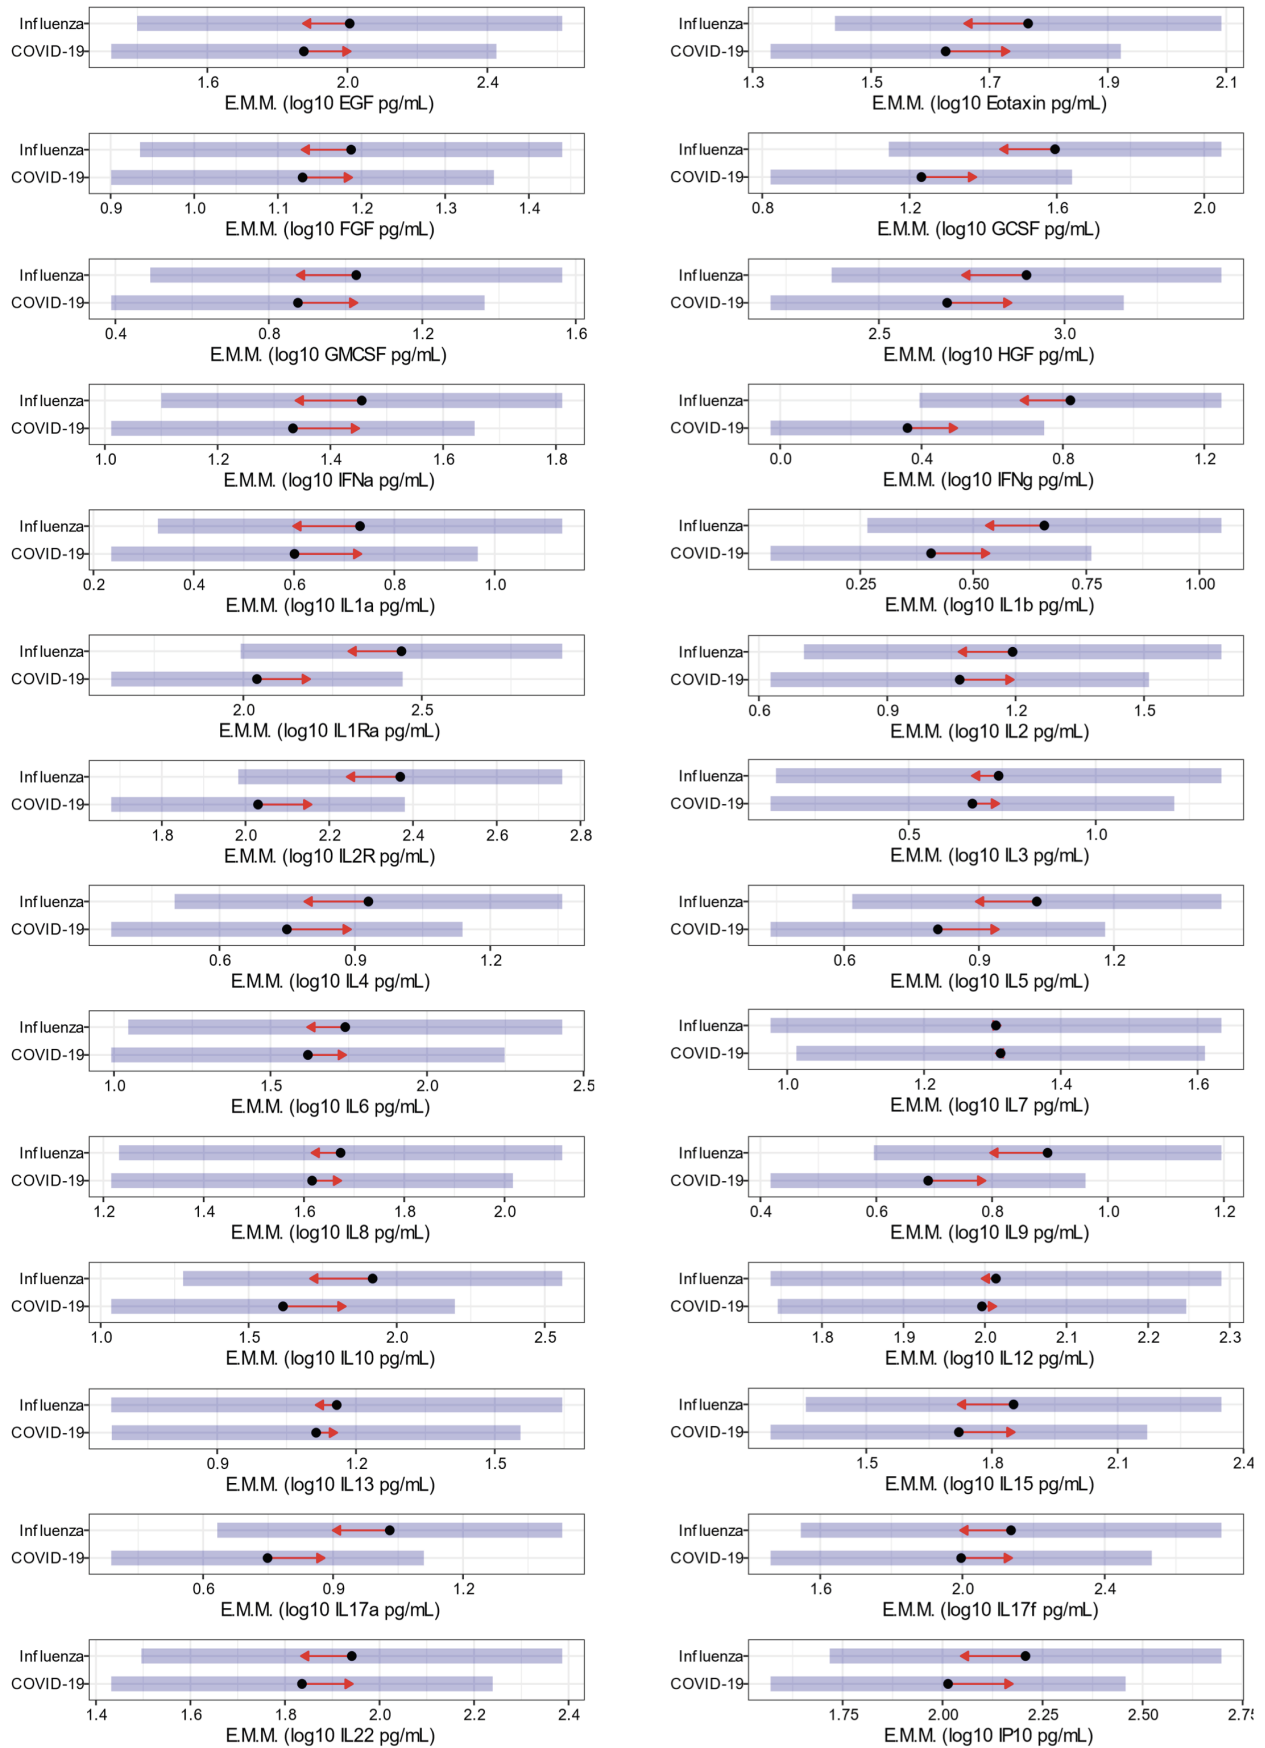 Influenza
COVID-19
1.6 2.0 2.4
E.M.M. (log10 EGF pg/mL)
Influenza
COVID-19
1.3 1.5 1.7 1.9 2.1
E.M.M. (log10 Eotaxin pg/mL)
Influenza
COVID-19
0.9 1.0 1.1 1.2 1.3 1.4
E.M.M. (log10 FGF pg/mL)
Influenza
COVID-19
0.8 1.2 1.6 2.0
E.M.M. (log10 GCSF pg/mL)
Influenza
COVID-19
0.4 0.8 1.2 1.6
E.M.M. (log10 GMCSF pg/mL)
Influenza
COVID-19
2.5 3.0
E.M.M. (log10 HGF pg/mL)
Influenza
COVID-19
1.0 1.2 1.4 1.6 1.8
E.M.M. (log10 IFNa pg/mL)
Influenza
COVID-19
0.0 0.4 0.8 1.2
E.M.M. (log10 IFNg pg/mL)
Influenza
COVID-19
0.2 0.4 0.6 0.8 1.0
E.M.M. (log10 IL1a pg/mL)
Influenza
COVID-19
0.25 0.50 0.75 1.00
E.M.M. (log10 IL1b pg/mL)
Influenza
COVID-19
2.0 2.5
E.M.M. (log10 IL1Ra pg/mL)
Influenza
COVID-19
0.6 0.9 1.2 1.5
E.M.M. (log10 IL2 pg/mL)
Influenza
COVID-19
1.8 2.0 2.2 2.4 2.6 2.8
E.M.M. (log10 IL2R pg/mL)
Influenza
COVID-19
0.5 1.0
E.M.M. (log10 IL3 pg/mL)
Influenza
COVID-19
0.6 0.9 1.2
E.M.M. (log10 IL4 pg/mL)
Influenza
COVID-19
0.6 0.9 1.2
E.M.M. (log10 IL5 pg/mL)
Influenza
COVID-19
1.0 1.5 2.0 2.5
E.M.M. (log10 IL6 pg/mL)
Influenza
COVID-19
1.0 1.2 1.4 1.6
E.M.M. (log10 IL7 pg/mL)
Influenza
COVID-19
1.2 1.4 1.6 1.8 2.0
E.M.M. (log10 IL8 pg/mL)
Influenza
COVID-19
0.4 0.6 0.8 1.0 1.2
E.M.M. (log10 IL9 pg/mL)
Influenza
COVID-19
1.0 1.5 2.0 2.5
E.M.M. (log10 IL10 pg/mL)
Influenza
COVID-19
1.8 1.9 2.0 2.1 2.2 2.3
E.M.M. (log10 IL12 pg/mL)
Influenza
COVID-19
0.9 1.2 1.5
E.M.M. (log10 IL13 pg/mL)
Influenza
COVID-19
1.5 1.8 2.1 2.4
E.M.M. (log10 IL15 pg/mL)
Influenza
COVID-19
0.6 0.9 1.2
E.M.M. (log10 IL17a pg/mL)
Influenza
COVID-19
1.6 2.0 2.4
E.M.M. (log10 IL17f pg/mL)
Influenza
COVID-19
1.4 1.6 1.8 2.0 2.2 2.4
E.M.M. (log10 IL22 pg/mL)
Influenza
COVID-19
1.75 2.00 2.25 2.50
E.M.M. (log10 IP10 pg/mL)